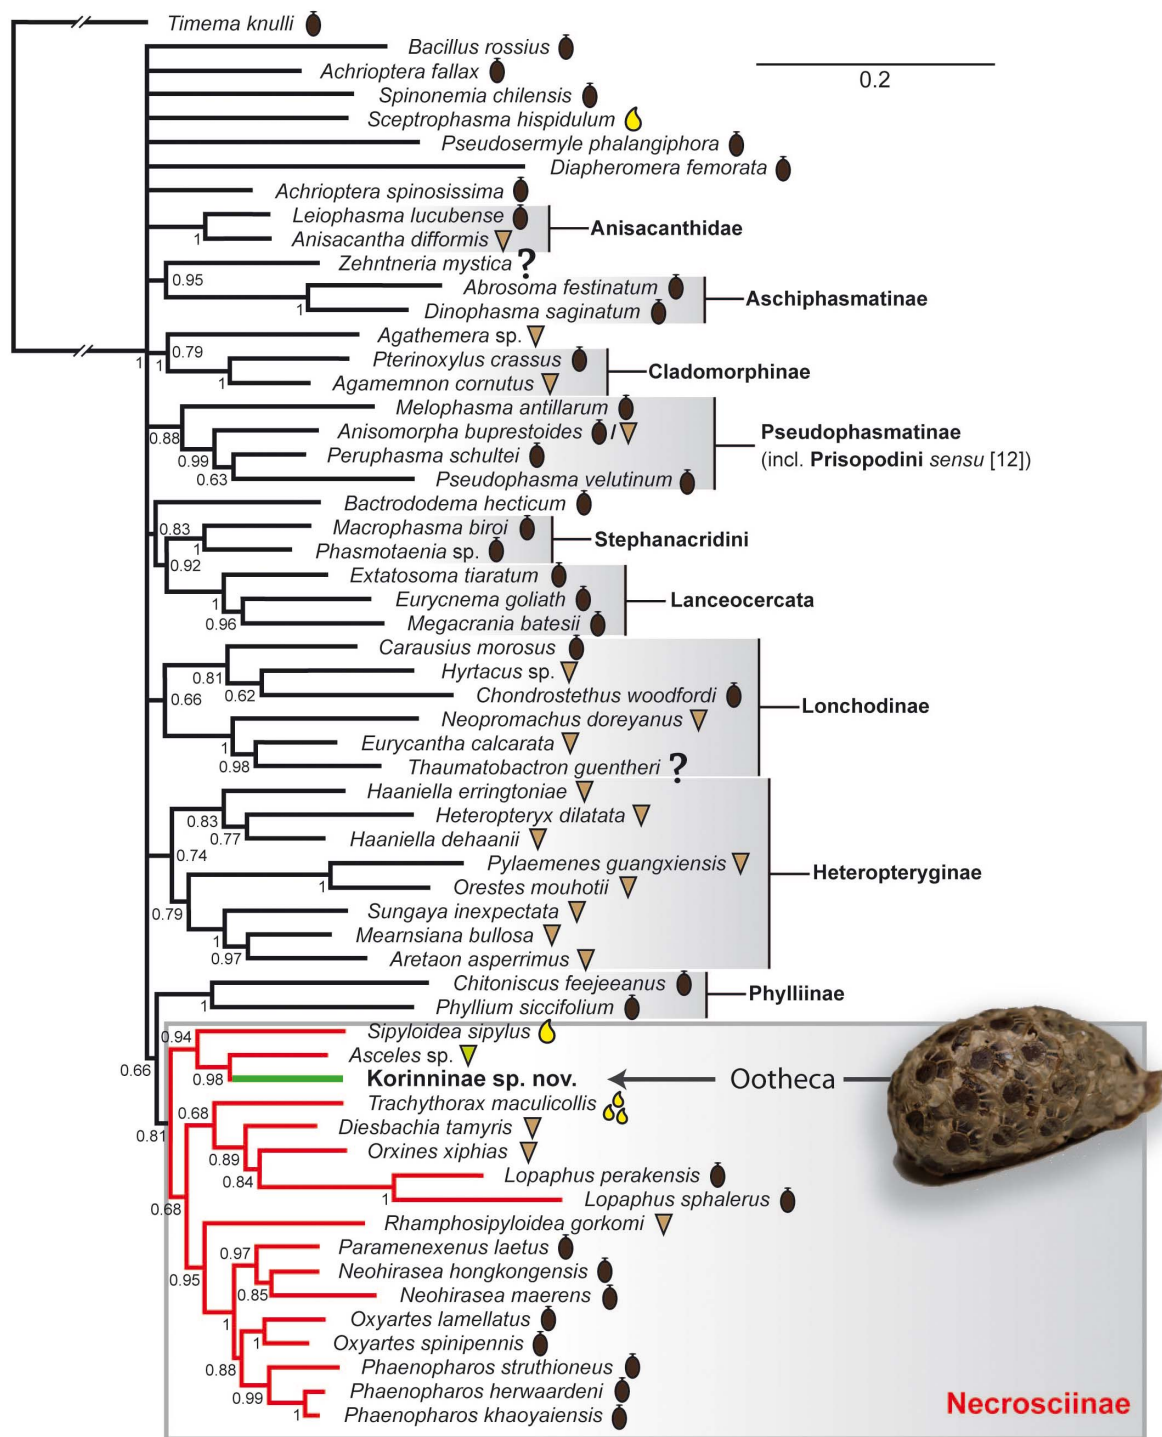 Timema knulli
Bacillus rossius
Achrioptera fallax
0.2
Spinonemia chilensis
Sceptrophasma hispidulum
Pseudosermyle phalangiphora
Diapheromera femorata
Achrioptera spinosissima
Leiophasma lucubense
Anisacanthidae
1
Anisacantha difformis
Zehntneria mystica ?
0.95
Abrosoma festinatum
Aschiphasmatinae
1
Dinophasma saginatum
Agathemera sp.
0.79
1
1
Pterinoxylus crassus
Cladomorphinae
1
Agamemnon cornutus
Melophasma antillarum
0.88
Anisomorpha buprestoides /
Pseudophasmatinae
(incl. Prisopodini sensu [12])
0.99
Peruphasma schultei
0.63
Pseudophasma velutinum
Bactrododema hecticum
0.83
Macrophasma biroi
Stephanacridini
1
Phasmotaenia sp.
0.92
Extatosoma tiaratum
1
Eurycnema goliath
Lanceocercata
0.96
Megacrania batesii
Carausius morosus
0.81
Hyrtacus sp.
0.62
Chondrostethus woodfordi
0.66
Lonchodinae
Neopromachus doreyanus
1
Eurycantha calcarata
0.98
Thaumatobactron guentheri ?
Haaniella erringtoniae
0.83
Heteropteryx dilatata
0.77
Haaniella dehaanii
0.74
Pylaemenes guangxiensis
Heteropteryginae
1
Orestes mouhotii
0.79
Sungaya inexpectata
1
Mearnsiana bullosa
0.97
Aretaon asperrimus
Chitoniscus feejeeanus
Phylliinae
1
Phyllium siccifolium
0.94
Sipyloidea sipylus
0.66
Asceles sp.
0.98
Korinninae sp. nov.
Ootheca
Trachythorax maculicollis
0.68
0.81
Diesbachia tamyris
0.89
Orxines xiphias
0.84
Lopaphus perakensis
1
Lopaphus sphalerus
0.68
Rhamphosipyloidea gorkomi
0.97
Paramenexenus laetus
0.95
Neohirasea hongkongensis
0.85
Neohirasea maerens
1
Oxyartes lamellatus
1
Oxyartes spinipennis
0.88
Phaenopharos struthioneus
0.99
Phaenopharos herwaardeni
1
Phaenopharos khaoyaiensis
Necrosciinae